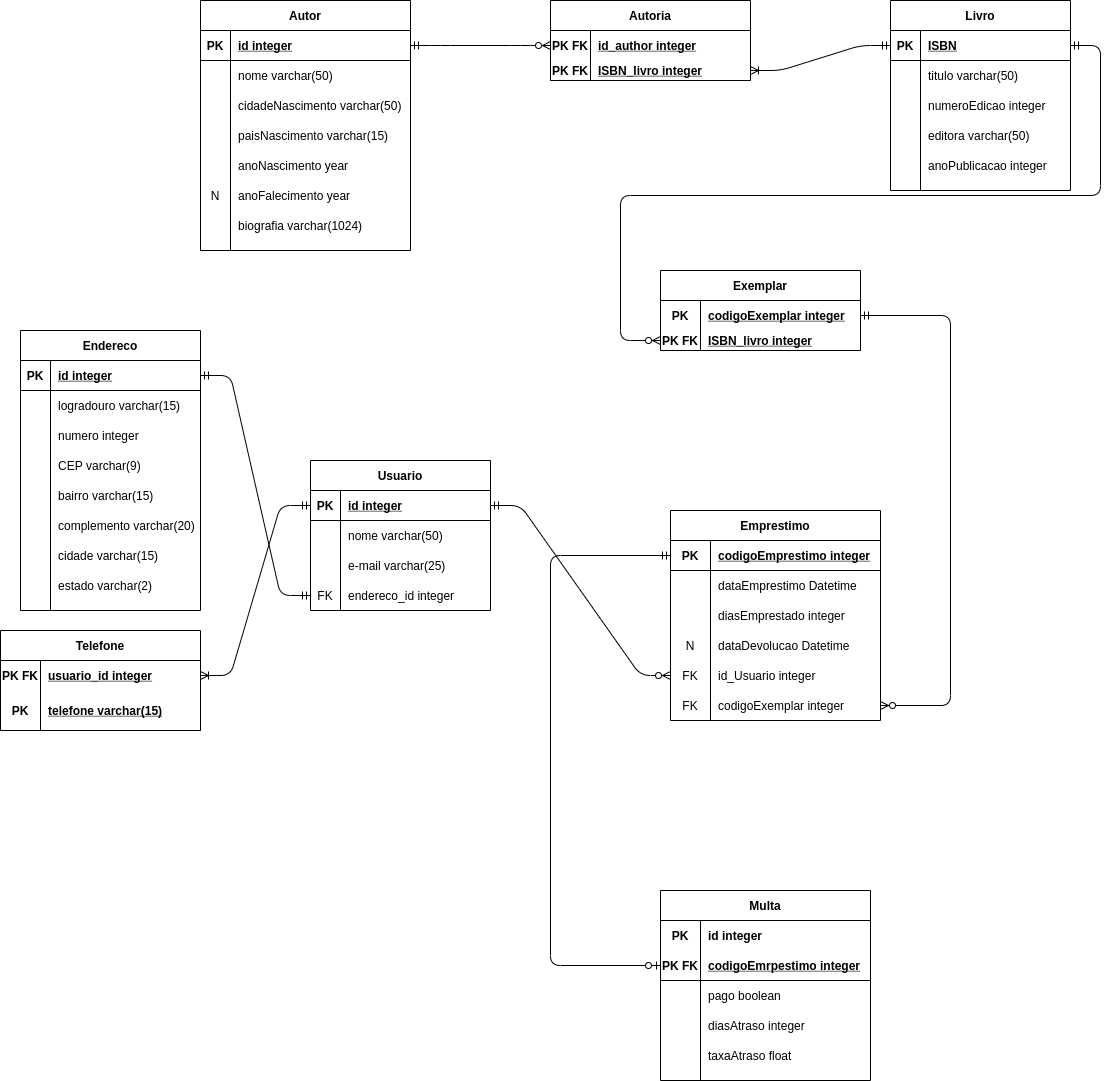 Autor
PK id integer
nome varchar(50)
cidadeNascimento varchar(50)
paisNascimento varchar(15)
anoNascimento year
N anoFalecimento year
biografia varchar(1024)
Autoria
PK FK id_author integer
PK FK ISBN_livro integer
Livro
PK ISBN
titulo varchar(50)
numeroEdicao integer
editora varchar(50)
anoPublicacao integer
Exemplar
PK codigoExemplar integer
PK FK ISBN_livro integer
Endereco
PK id integer
logradouro varchar(15)
numero integer
CEP varchar(9)
bairro varchar(15)
complemento varchar(20)
cidade varchar(15)
estado varchar(2)
Usuario
PK id integer
nome varchar(50)
e-mail varchar(25)
FK endereco_id integer
Telefone
PK FK usuario_id integer
PK telefone varchar(15)
Emprestimo
PK codigoEmprestimo integer
dataEmprestimo Datetime
diasEmprestado integer
N dataDevolucao Datetime
FK id_Usuario integer
FK codigoExemplar integer
Multa
PK id integer
PK FK codigoEmrpestimo integer
pago boolean
diasAtraso integer
taxaAtraso float